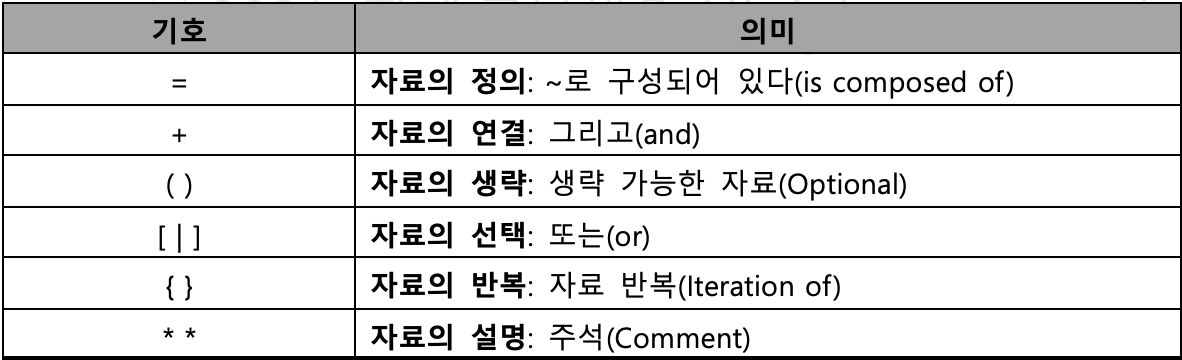 기호 의미
= 자료의 정의: ~로 구성되어 있다(is composed of)
+ 자료의 연결: 그리고(and)
( ) 자료의 생략: 생략 가능한 자료(Optional)
[ | ] 자료의 선택: 또는(or)
{ } 자료의 반복: 자료 반복(Iteration of)
* * 자료의 설명: 주석(Comment)